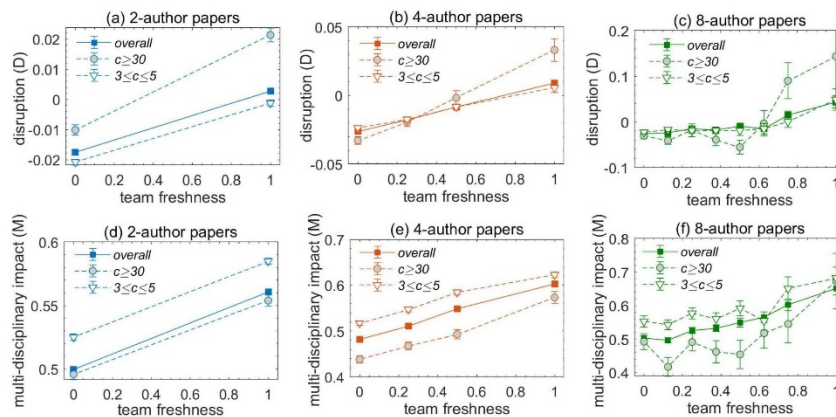 (a) 2-author papers
(b) 4-author papers
(c) 8-author papers
disruption (D)
0.02
0.01
0
-0.01
-0.02
overall
c≥30
3≤c≤5
0 0.2 0.4 0.6 0.8 1
team freshness
disruption (D)
0.05
0
-0.05
overall
c≥30
3≤c≤5
0 0.2 0.4 0.6 0.8 1
team freshness
disruption (D)
0.2
0.1
0
-0.1
overall
c≥30
3≤c≤5
0 0.2 0.4 0.6 0.8 1
team freshness
(d) 2-author papers
(e) 4-author papers
(f) 8-author papers
multi-disciplinary impact (M)
0.6
0.55
0.5
overall
c≥30
3≤c≤5
0 0.2 0.4 0.6 0.8 1
team freshness
multi-disciplinary impact (M)
0.7
0.6
0.5
0.4
overall
c≥30
3≤c≤5
0 0.2 0.4 0.6 0.8 1
team freshness
multi-disciplinary impact (M)
0.8
0.7
0.6
0.5
0.4
overall
c≥30
3≤c≤5
0 0.2 0.4 0.6 0.8 1
team freshness